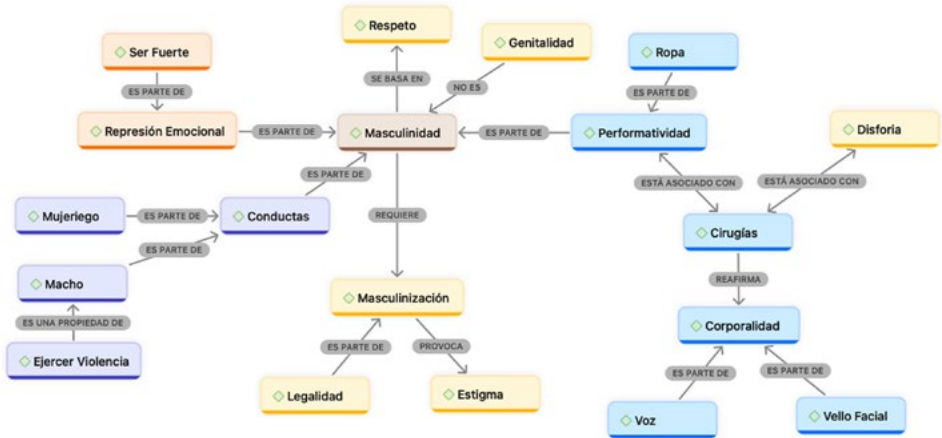 Respeto
Genitalidad
Ser Fuerte
Ropa
SE BASA EN
NO ES
ES PARTE DE
ES PARTE DE
Represión Emocional
ES PARTE DE
Masculinidad
ES PARTE DE
Performatividad
Disforia
ES PARTE DE
ESTÁ ASOCIADO CON
ESTÁ ASOCIADO CON
Mujeriego
ES PARTE DE
Conductas
REQUIERE
Cirugías
ES PARTE DE
Macho
REAFIRMA
Masculinización
ES UNA PROPIEDAD DE
Corporalidad
ES PARTE DE
PROVOCA
Ejercer Violencia
ES PARTE DE
ES PARTE DE
Legalidad
Estigma
Voz
Vello Facial